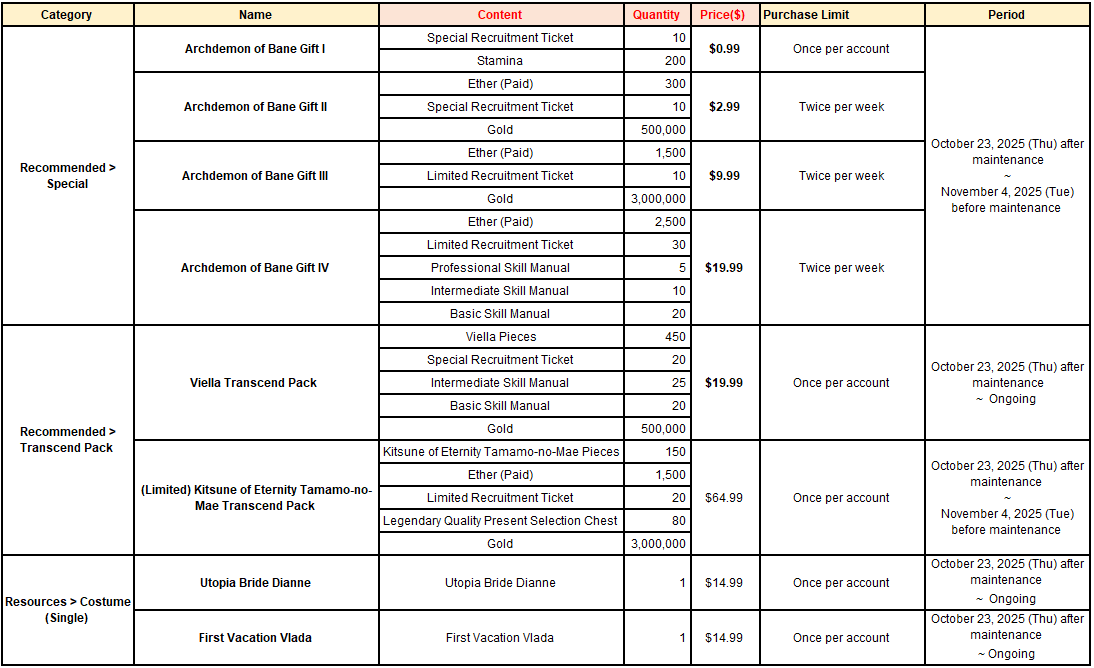 Category Name Content Quantity Price($) Purchase Limit Period
Recommended >
Special
Archdemon of Bane Gift I
Special Recruitment Ticket 10
Stamina 200
$0.99
Once per account
Archdemon of Bane Gift II
Ether (Paid) 300
Special Recruitment Ticket 10
Gold 500,000
$2.99
Twice per week
Archdemon of Bane Gift III
Ether (Paid) 1,500
Limited Recruitment Ticket 10
Gold 3,000,000
$9.99
Twice per week
Archdemon of Bane Gift IV
Ether (Paid) 2,500
Limited Recruitment Ticket 30
Professional Skill Manual 5
Intermediate Skill Manual 10
Basic Skill Manual 20
$19.99
Twice per week
October 23, 2025 (Thu) after
maintenance
~
November 4, 2025 (Tue)
before maintenance
Recommended >
Transcend Pack
Viella Transcend Pack
Viella Pieces 450
Special Recruitment Ticket 20
Intermediate Skill Manual 25
Basic Skill Manual 20
Gold 500,000
$19.99
Once per account
October 23, 2025 (Thu) after
maintenance
~ Ongoing
(Limited) Kitsune of Eternity Tamamo-no-
Mae Transcend Pack
Kitsune of Eternity Tamamo-no-Mae Pieces 150
Ether (Paid) 1,500
Limited Recruitment Ticket 20
Legendary Quality Present Selection Chest 80
Gold 3,000,000
$64.99
Once per account
October 23, 2025 (Thu) after
maintenance
~
November 4, 2025 (Tue)
before maintenance
Resources > Costume
(Single)
Utopia Bride Dianne
Utopia Bride Dianne 1
$14.99
Once per account
October 23, 2025 (Thu) after
maintenance
~ Ongoing
First Vacation Vlada
First Vacation Vlada 1
$14.99
Once per account
October 23, 2025 (Thu) after
maintenance
~ Ongoing